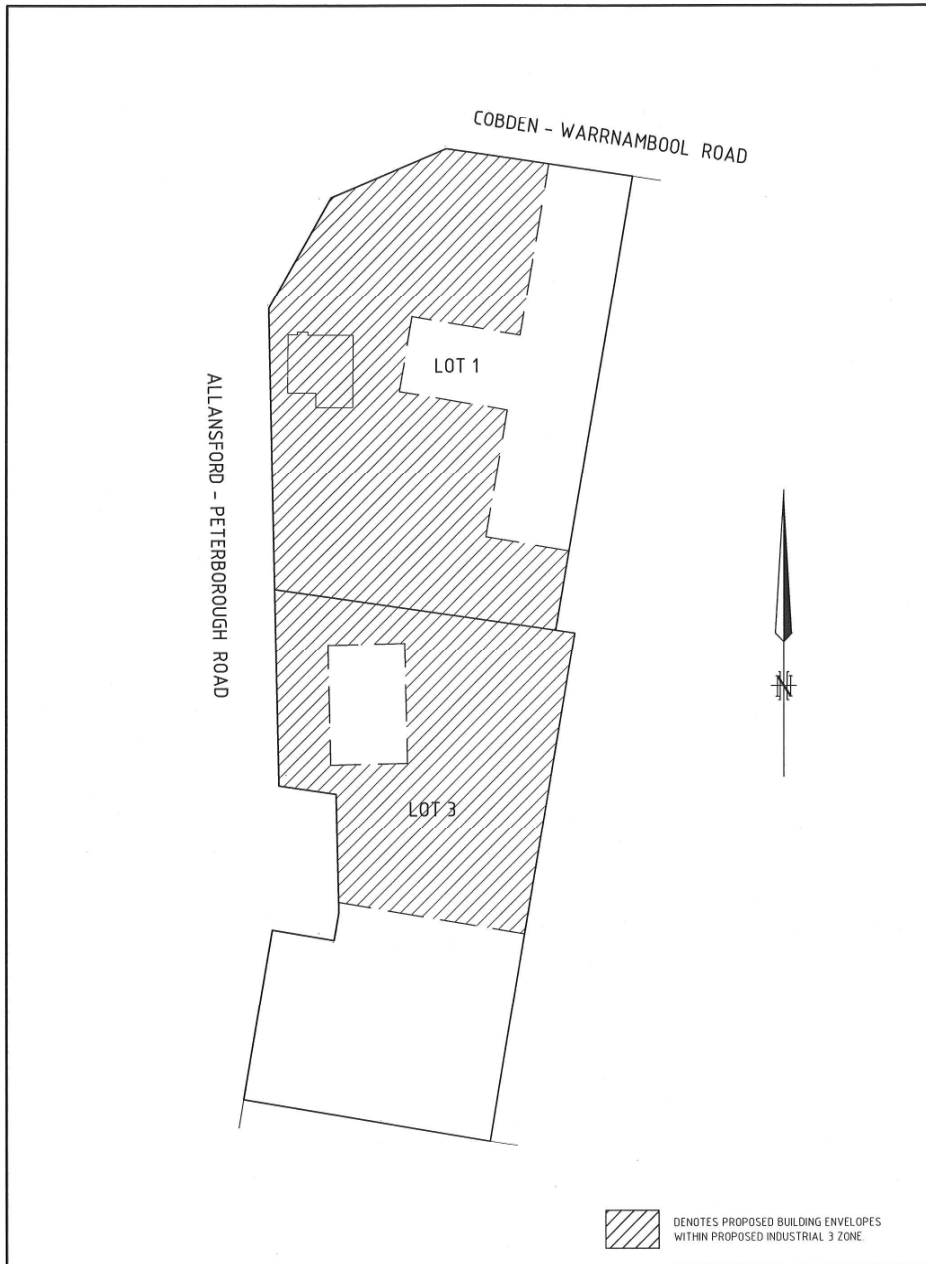 COBDEN - WARRNAMBOOL ROAD
LOT 1
ALLANSFORD - PETERBOROUGH ROAD
N
LOT 3
DENOTES PROPOSED BUILDING ENVELOPES
WITHIN PROPOSED INDUSTRIAL 3 ZONE.